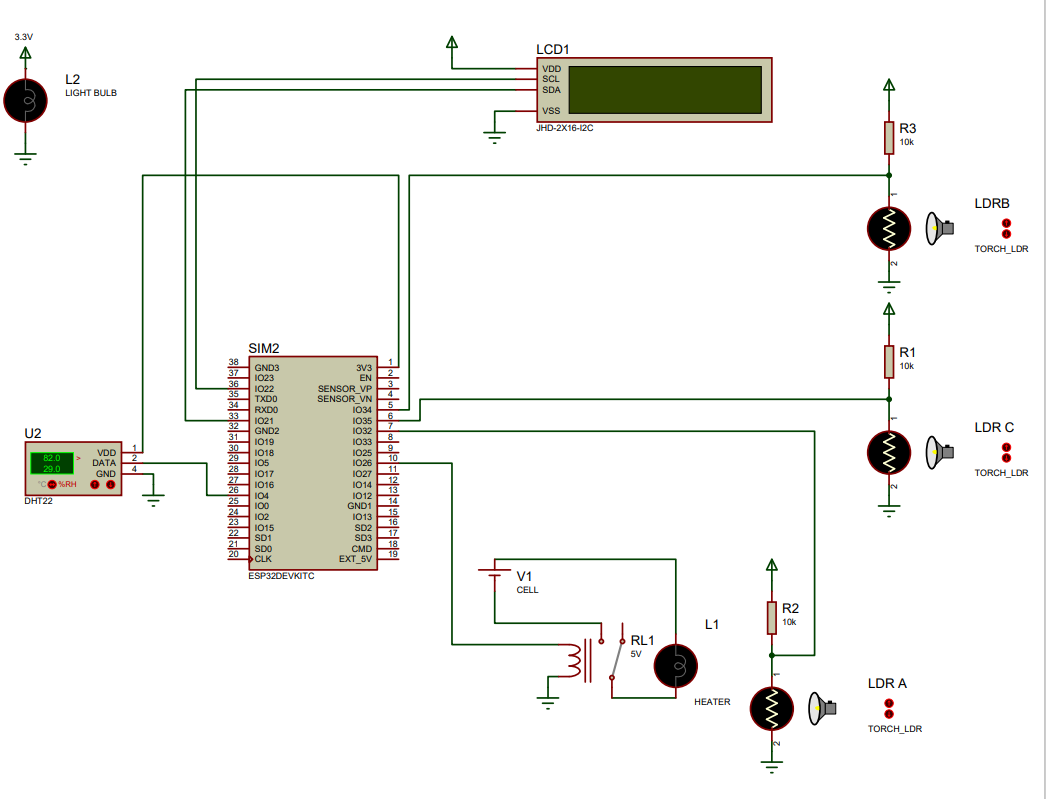 3.3V
L2
LIGHT BULB
LCD1
VDD
SCL
SDA
VSS
JHD-2X16-I2C
R3
10k
1
2
LDRB
TORCH_LDR
R1
10k
1
2
LDR C
TORCH_LDR
SIM2
38 GND3 3V3 1
37 IO23 EN 2
36 IO22 SENSOR_VP 3
35 TXD0 SENSOR_VN 4
34 RXD0 IO34 5
33 IO21 IO35 6
32 GND2 IO32 7
31 IO19 IO33 8
30 IO18 IO25 9
29 IO5 IO26 10
28 IO17 IO27 11
27 IO16 IO14 12
26 IO4 IO12 13
25 IO0 GND1 14
24 IO2 IO13 15
23 IO15 SD2 16
22 SD1 SD3 17
21 SD0 CMD 18
20 CLK EXT_5V 19
ESP32DEVKITC
U2
82.0 >
29.0
°C %RH
VDD 1
DATA 2
GND 4
DHT22
V1
CELL
RL1
5V
L1
HEATER
R2
10k
1
2
LDR A
TORCH_LDR